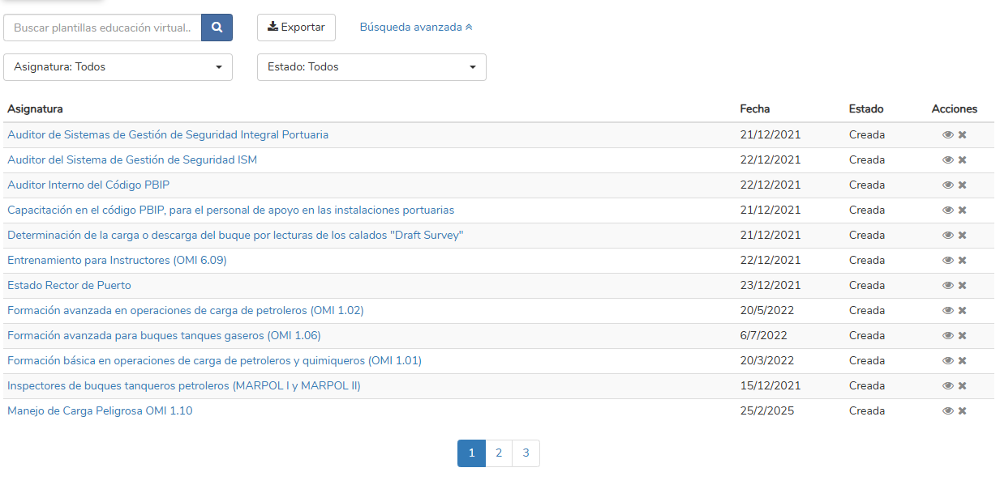 Buscar plantillas educación virtual..
Exportar
Búsqueda avanzada
Asignatura: Todos
Estado: Todos
Asignatura Fecha Estado Acciones
Auditor de Sistemas de Gestión de Seguridad Integral Portuaria 21/12/2021 Creada
Auditor del Sistema de Gestión de Seguridad ISM 22/12/2021 Creada
Auditor Interno del Código PBIP 22/12/2021 Creada
Capacitación en el código PBIP, para el personal de apoyo en las instalaciones portuarias 21/12/2021 Creada
Determinación de la carga o descarga del buque por lecturas de los calados "Draft Survey" 21/12/2021 Creada
Entrenamiento para Instructores (OMI 6.09) 22/12/2021 Creada
Estado Rector de Puerto 23/12/2021 Creada
Formación avanzada en operaciones de carga de petroleros (OMI 1.02) 20/5/2022 Creada
Formación avanzada para buques tanques gaseros (OMI 1.06) 6/7/2022 Creada
Formación básica en operaciones de carga de petroleros y quimiqueros (OMI 1.01) 20/3/2022 Creada
Inspectores de buques tanqueros petroleros (MARPOL I y MARPOL II) 15/12/2021 Creada
Manejo de Carga Peligrosa OMI 1.10 25/2/2025 Creada
1 2 3